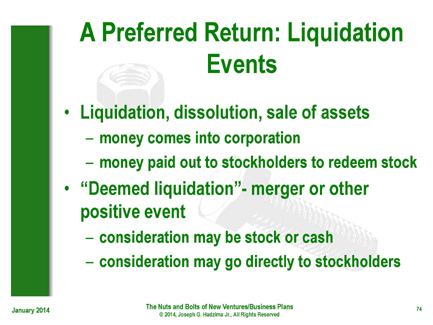 A Preferred Return: Liquidation
Events
• Liquidation, dissolution, sale of assets
– money comes into corporation
– money paid out to stockholders to redeem stock
• “Deemed liquidation”- merger or other
positive event
– consideration may be stock or cash
– consideration may go directly to stockholders
January 2014
The Nuts and Bolts of New Ventures/Business Plans
© 2014, Joseph G. Hadzima Jr., All Rights Reserved
74